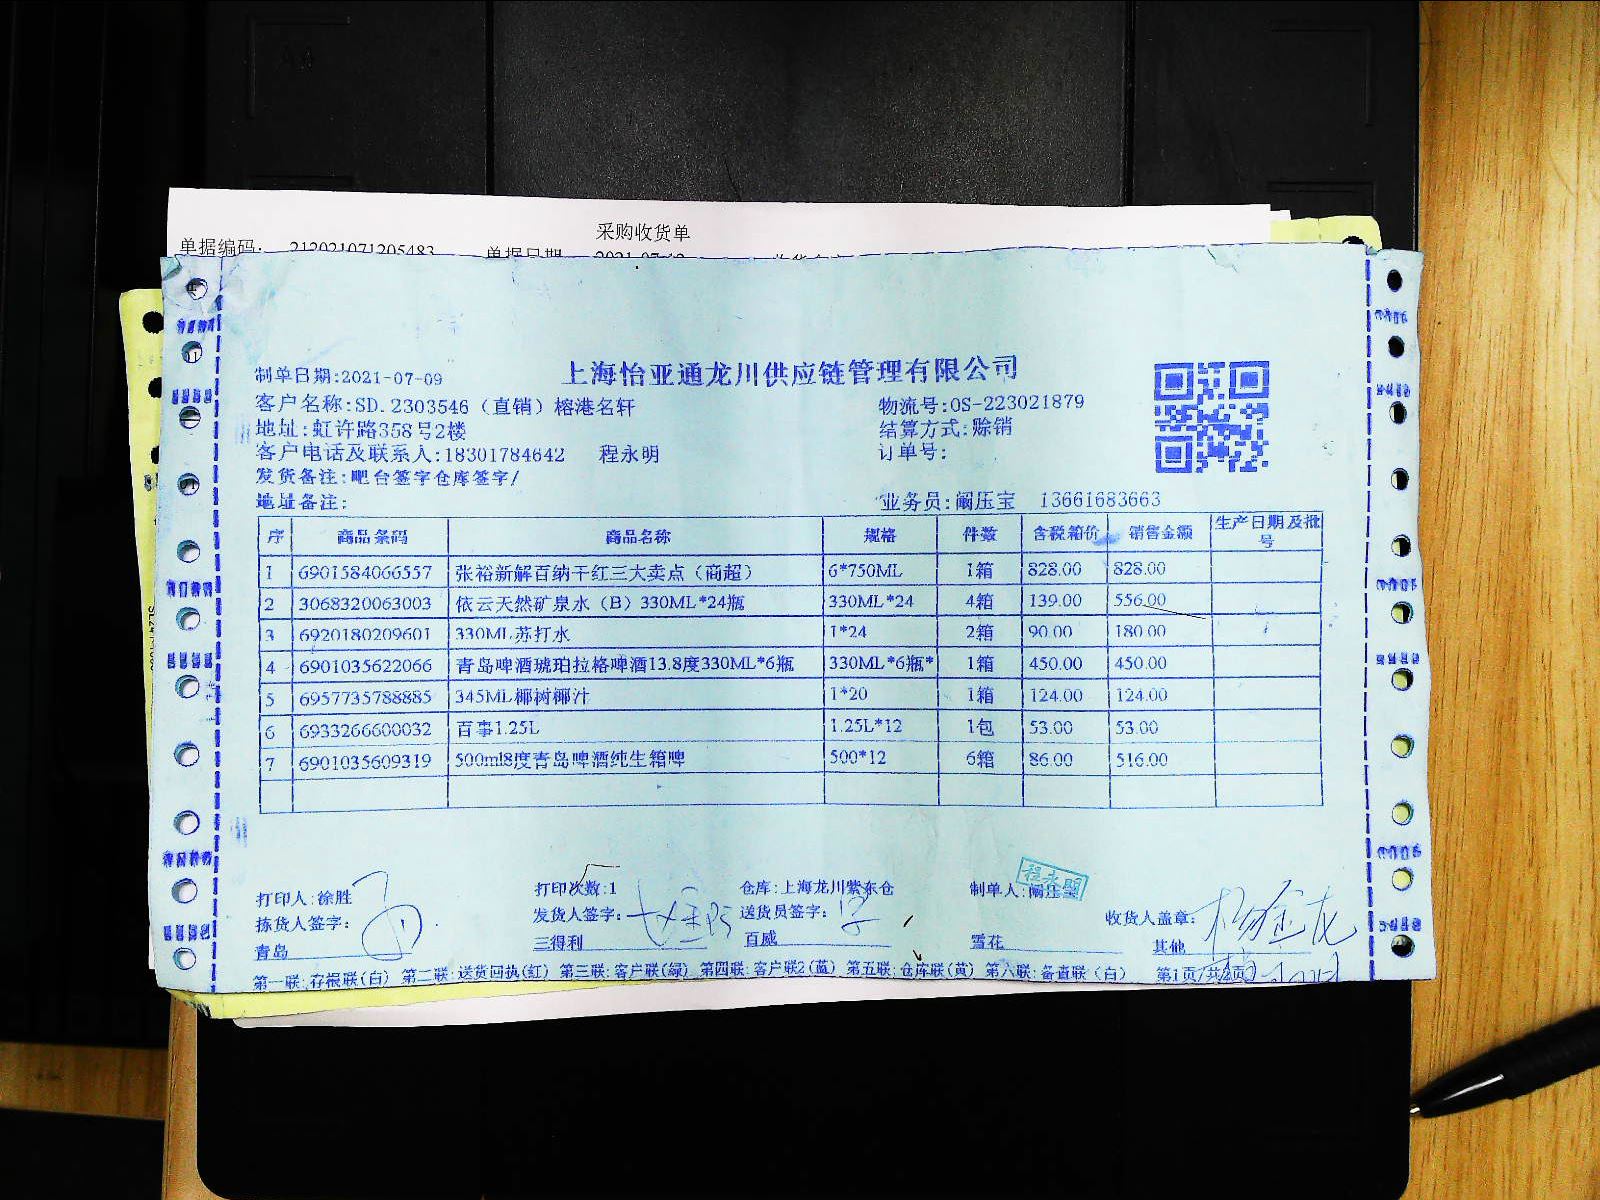 采购收货单
单据编码: 212021071205483 单据日期 2021-07-12
上海怡亚通龙川供应链管理有限公司
制单日期:2021-07-09
客户名称:SD.2303546（直销）榕港名轩 物流号:OS-223021879
地址:虹许路358号2楼 结算方式:赊销
客户电话及联系人:18301784642 程永明 订单号:
发货备注:吧台签字仓库签字/
地址备注: 业务员:阚压宝 13661683663
序 商品条码 商品名称 规格 件数 含税箱价 销售金额 生产日期及批号
1 6901584066557 张裕新解百纳干红三大卖点（商超） 6*750ML 1箱 828.00 828.00
2 3068320063003 依云天然矿泉水（B）330ML*24瓶 330ML*24 4箱 139.00 556.00
3 6920180209601 330ML苏打水 1*24 2箱 90.00 180.00
4 6901035622066 青岛啤酒琥珀拉格啤酒13.8度330ML*6瓶 330ML*6瓶* 1箱 450.00 450.00
5 6957735788885 345ML椰树椰汁 1*20 1箱 124.00 124.00
6 6933266600032 百事1.25L 1.25L*12 1包 53.00 53.00
7 6901035609319 500ml8度青岛啤酒纯生箱啤 500*12 6箱 86.00 516.00
打印人:徐胜 打印次数:1 仓库:上海龙川紫东仓 制单人:阚压宝
程永明
拣货人签字: 发货人签字: 送货员签字: 收货人盖章: 杨金龙
青岛 三得利 百威 雪花 其他
第一联:存根联(白) 第二联:送货回执(红) 第三联:客户联(绿) 第四联:客户联2(蓝) 第五联:仓库联(黄) 第六联:备查联(白) 第1页/共2页